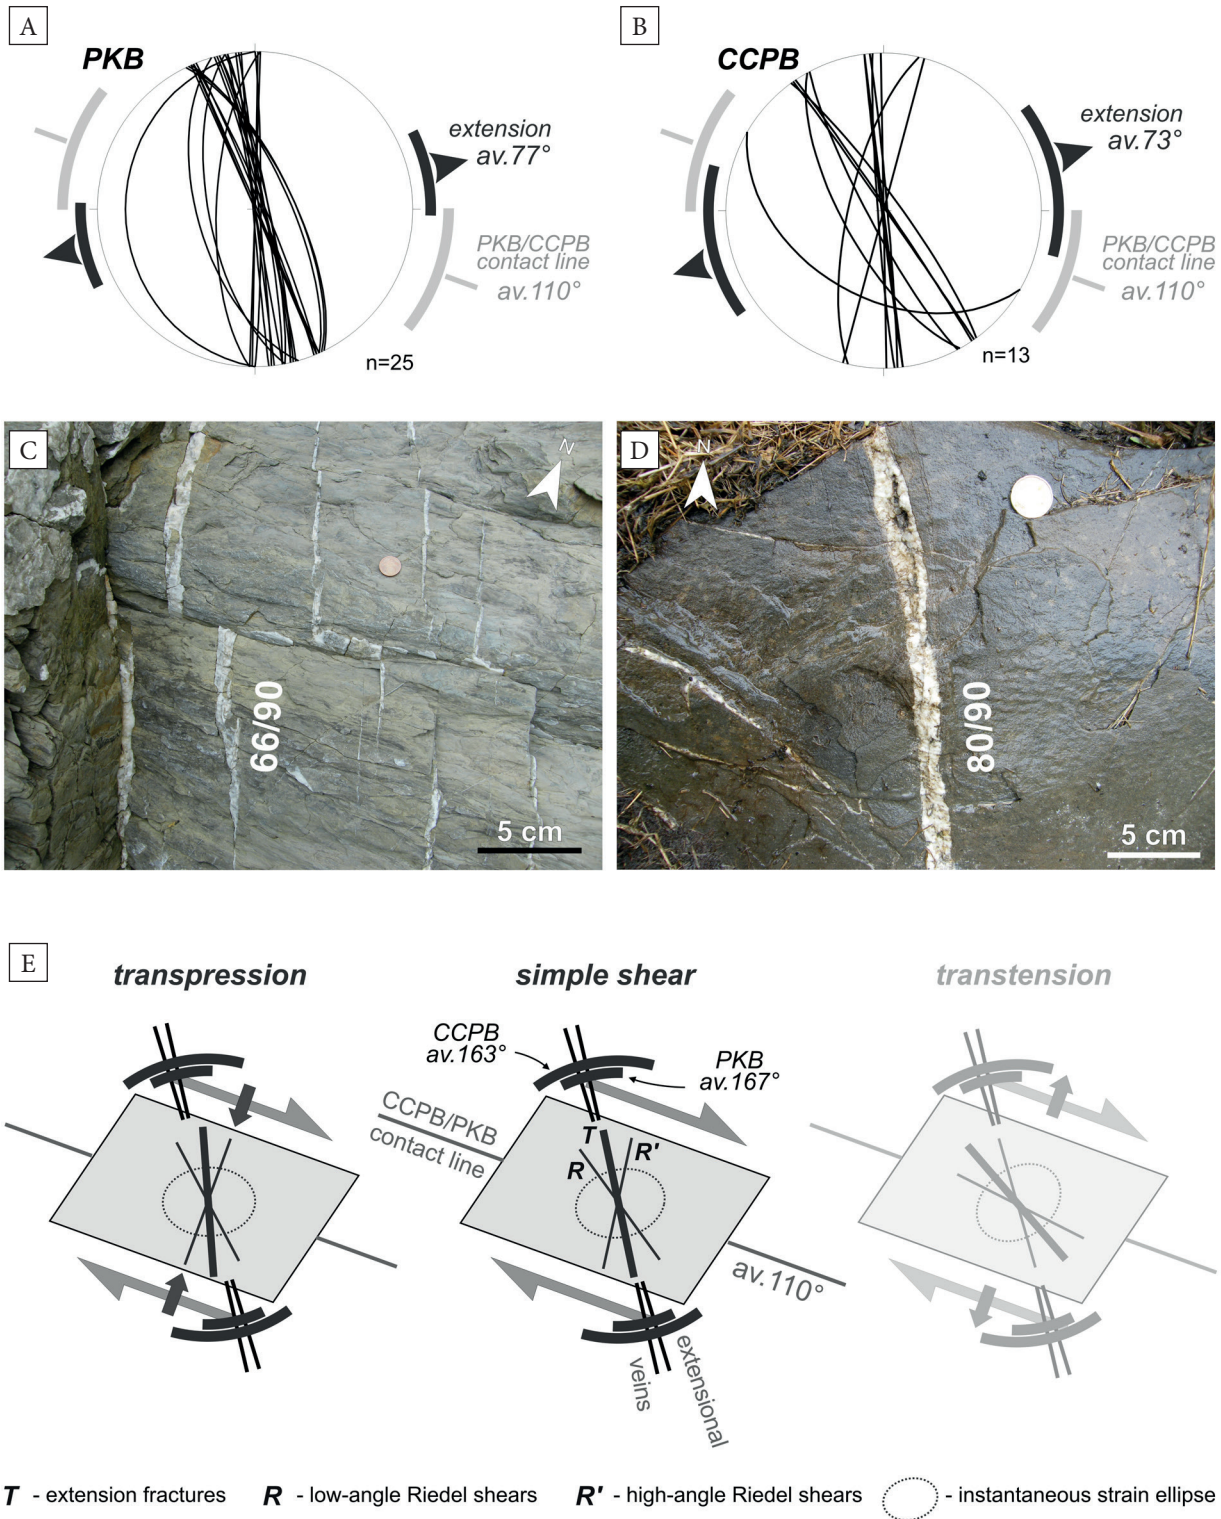 A
PKB
extension
av.77°
PKB/CCPB
contact line
av.110°
n=25
B
CCPB
extension
av.73°
PKB/CCPB
contact line
av.110°
n=13
C
N
66/90
5 cm
D
N
80/90
5 cm
E
transpression
simple shear
transtension
CCPB
av.163°
PKB
av.167°
CCPB/PKB
contact line
T
R
R'
av.110°
veins
extensional
T - extension fractures
R - low-angle Riedel shears
R' - high-angle Riedel shears
- instantaneous strain ellipse